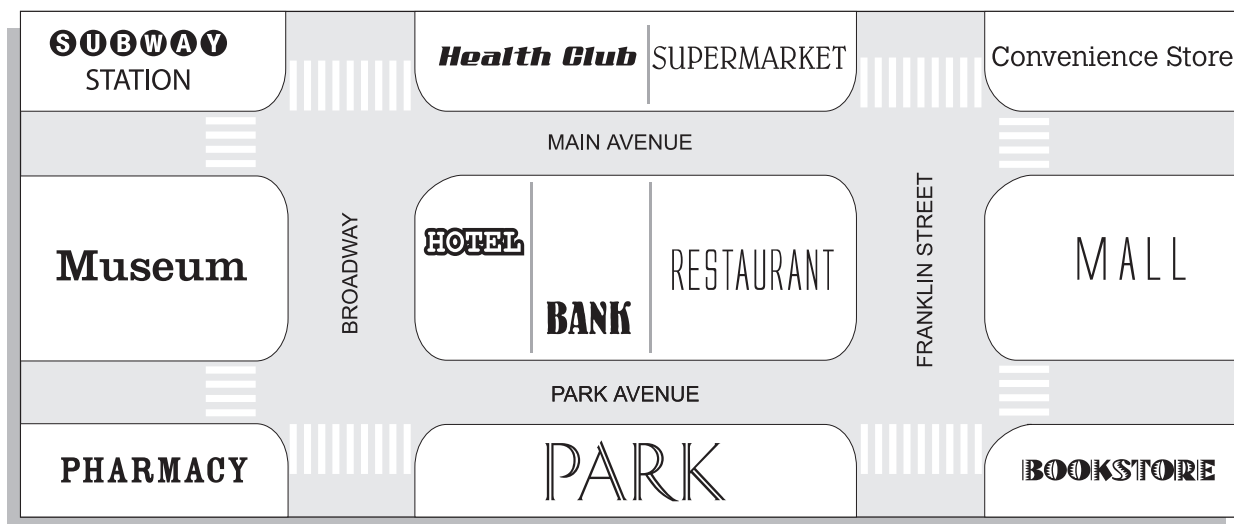 SUBWAY
STATION
Health Club
SUPERMARKET
Convenience Store
MAIN AVENUE
Museum
BROADWAY
HOTEL
BANK
RESTAURANT
FRANKLIN STREET
MALL
PARK AVENUE
PHARMACY
PARK
BOOKSTORE